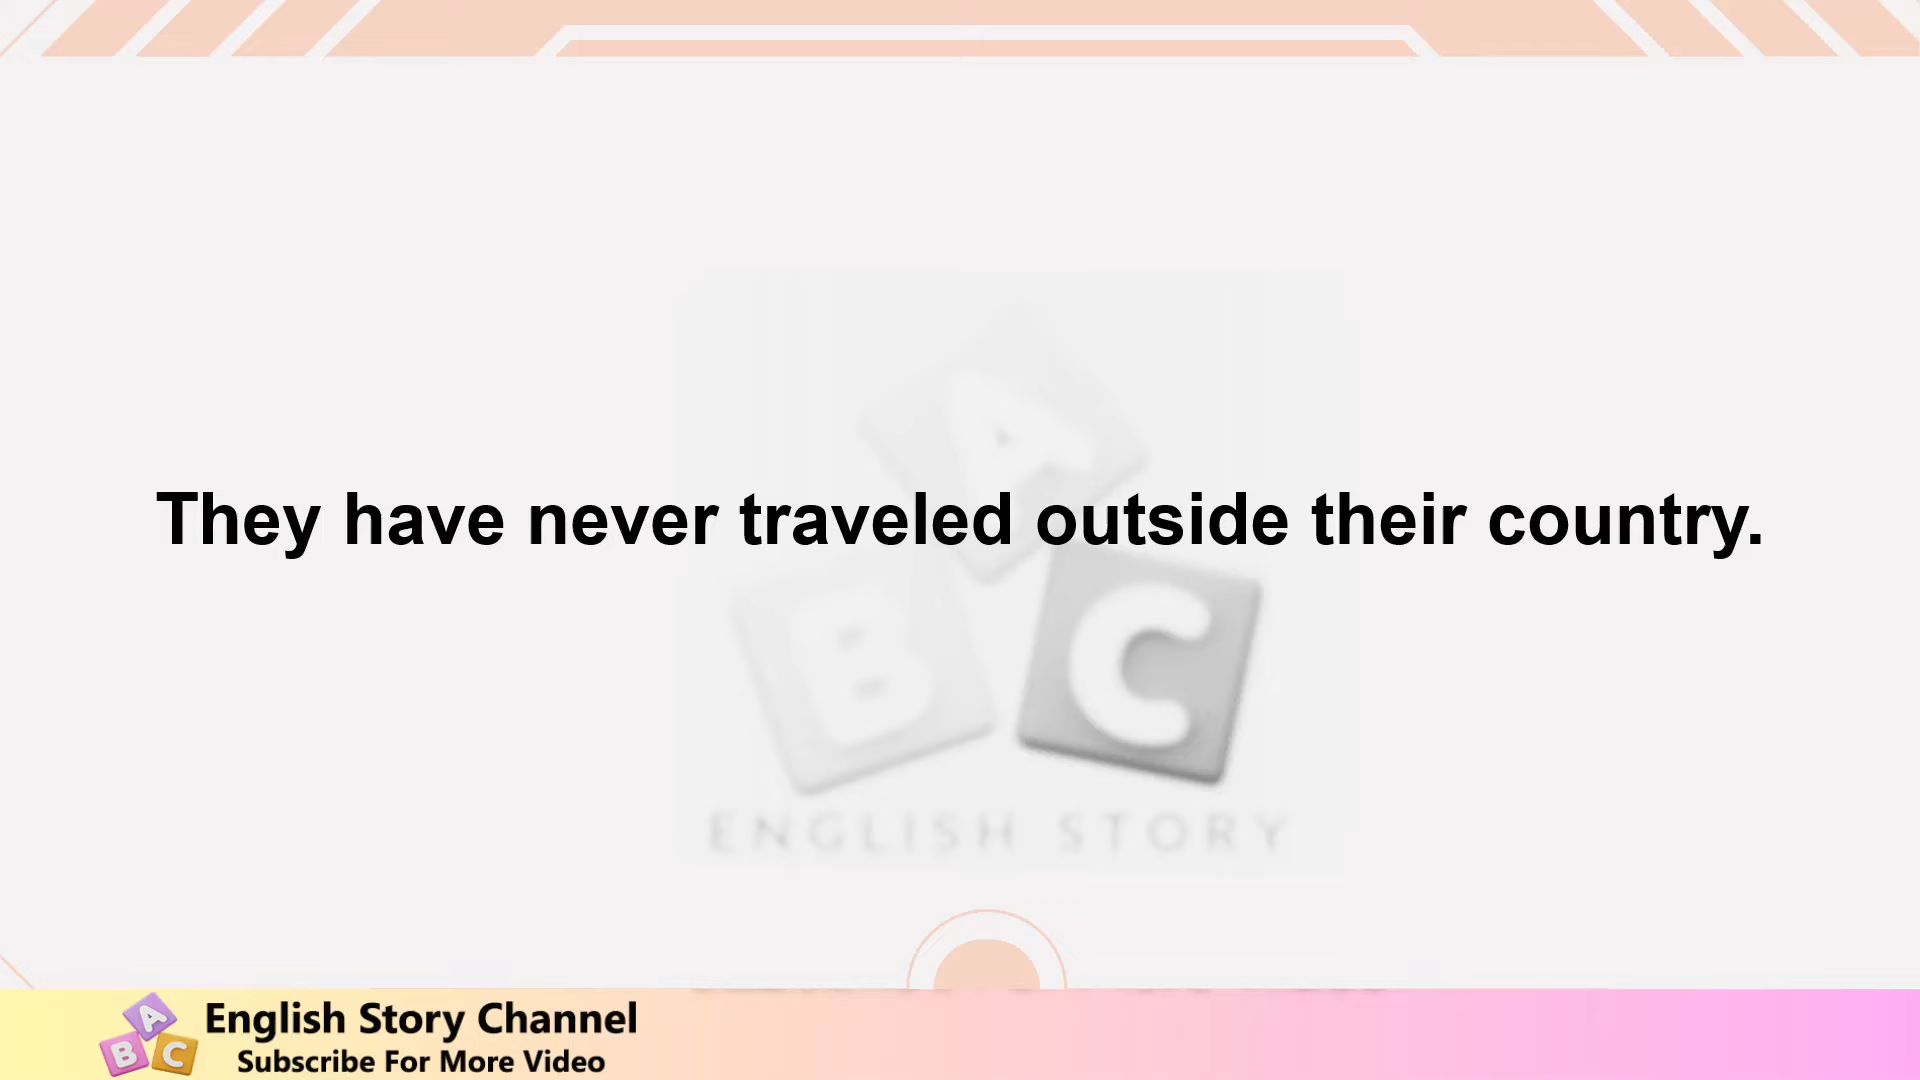 They have never traveled outside their country.
A
B
C
ENGLISH STORY
A
B
C
English Story Channel
Subscribe For More Video